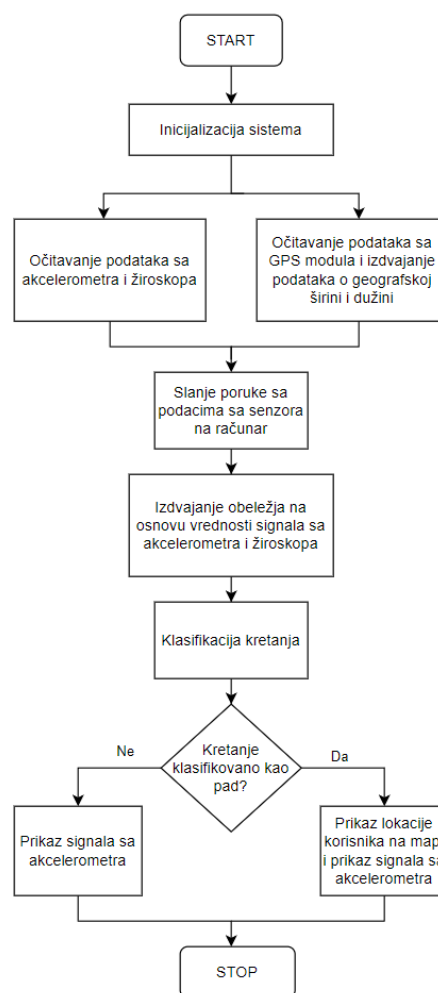 START
Inicijalizacija sistema
Očitavanje podataka sa
akcelerometra i žiroskopa
Očitavanje podataka sa
GPS modula i izdvajanje
podataka o geografskoj
širini i dužini
Slanje poruke sa
podacima sa senzora
na računar
Izdvajanje obeležja na
osnovu vrednosti signala sa
akcelerometra i žiroskopa
Klasifikacija kretanja
Ne
Kretanje
klasifikovano kao
pad?
Da
Prikaz signala sa
akcelerometra
Prikaz lokacije
korisnika na map
i prikaz signala sa
akcelerometra
STOP